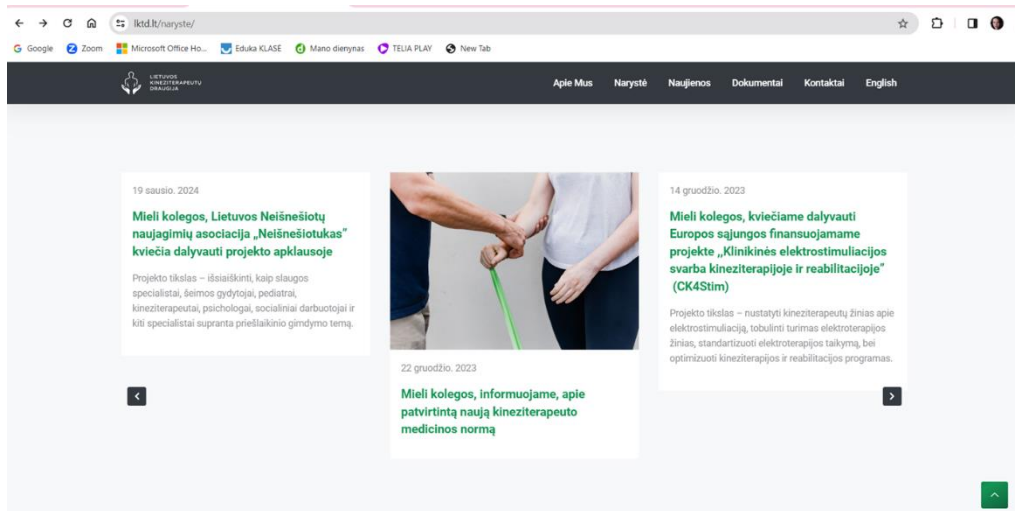 lktd.lt/naryste/
Google Zoom Microsoft Office Ho... Eduka KLASĖ Mano dienynas TELIA PLAY New Tab
LIETUVOS
KINEZITERAPEUTŲ
DRAUGIJA
Apie Mus Narystė Naujienos Dokumentai Kontaktai English
19 sausio. 2024
Mieli kolegos, Lietuvos Neišnešiotų
naujagimių asociacija „Neišnešiotukas”
kviečia dalyvauti projekto apklausoje
Projekto tikslas – išsiaiškinti, kaip slaugos
specialistai, šeimos gydytojai, pediatrai,
kineziterapeutai, psichologai, socialiniai darbuotojai ir
kiti specialistai supranta priešlaikinio gimdymo temą.
22 gruodžio. 2023
Mieli kolegos, informuojame, apie
patvirtintą naują kineziterapeuto
medicinos normą
14 gruodžio. 2023
Mieli kolegos, kviečiame dalyvauti
Europos sąjungos finansuojamame
projekte „Klinikinės elektrostimuliacijos
svarba kineziterapijoje ir reabilitacijoje”
(CK4Stim)
Projekto tikslas – nustatyti kineziterapeutų žinias apie
elektrostimuliaciją, tobulinti turimas elektroterapijos
žinias, standartizuoti elektroterapijos taikymą, bei
optimizuoti kineziterapijos ir reabilitacijos programas.